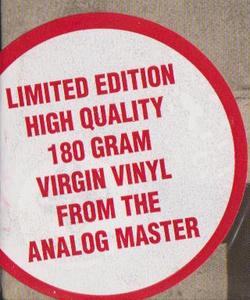 LIMITED EDITION
HIGH QUALITY
180 GRAM
VIRGIN VINYL
FROM THE
ANALOG MASTER